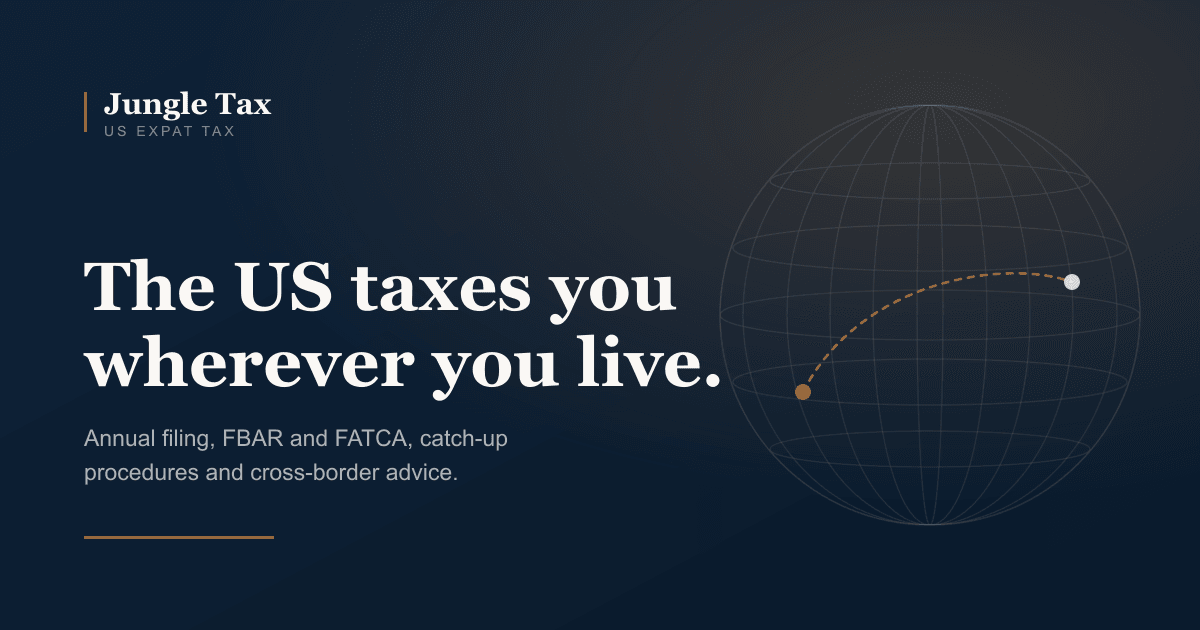 Jungle Tax
US EXPAT TAX
The US taxes you
wherever you live.
Annual filing, FBAR and FATCA, catch-up
procedures and cross-border advice.